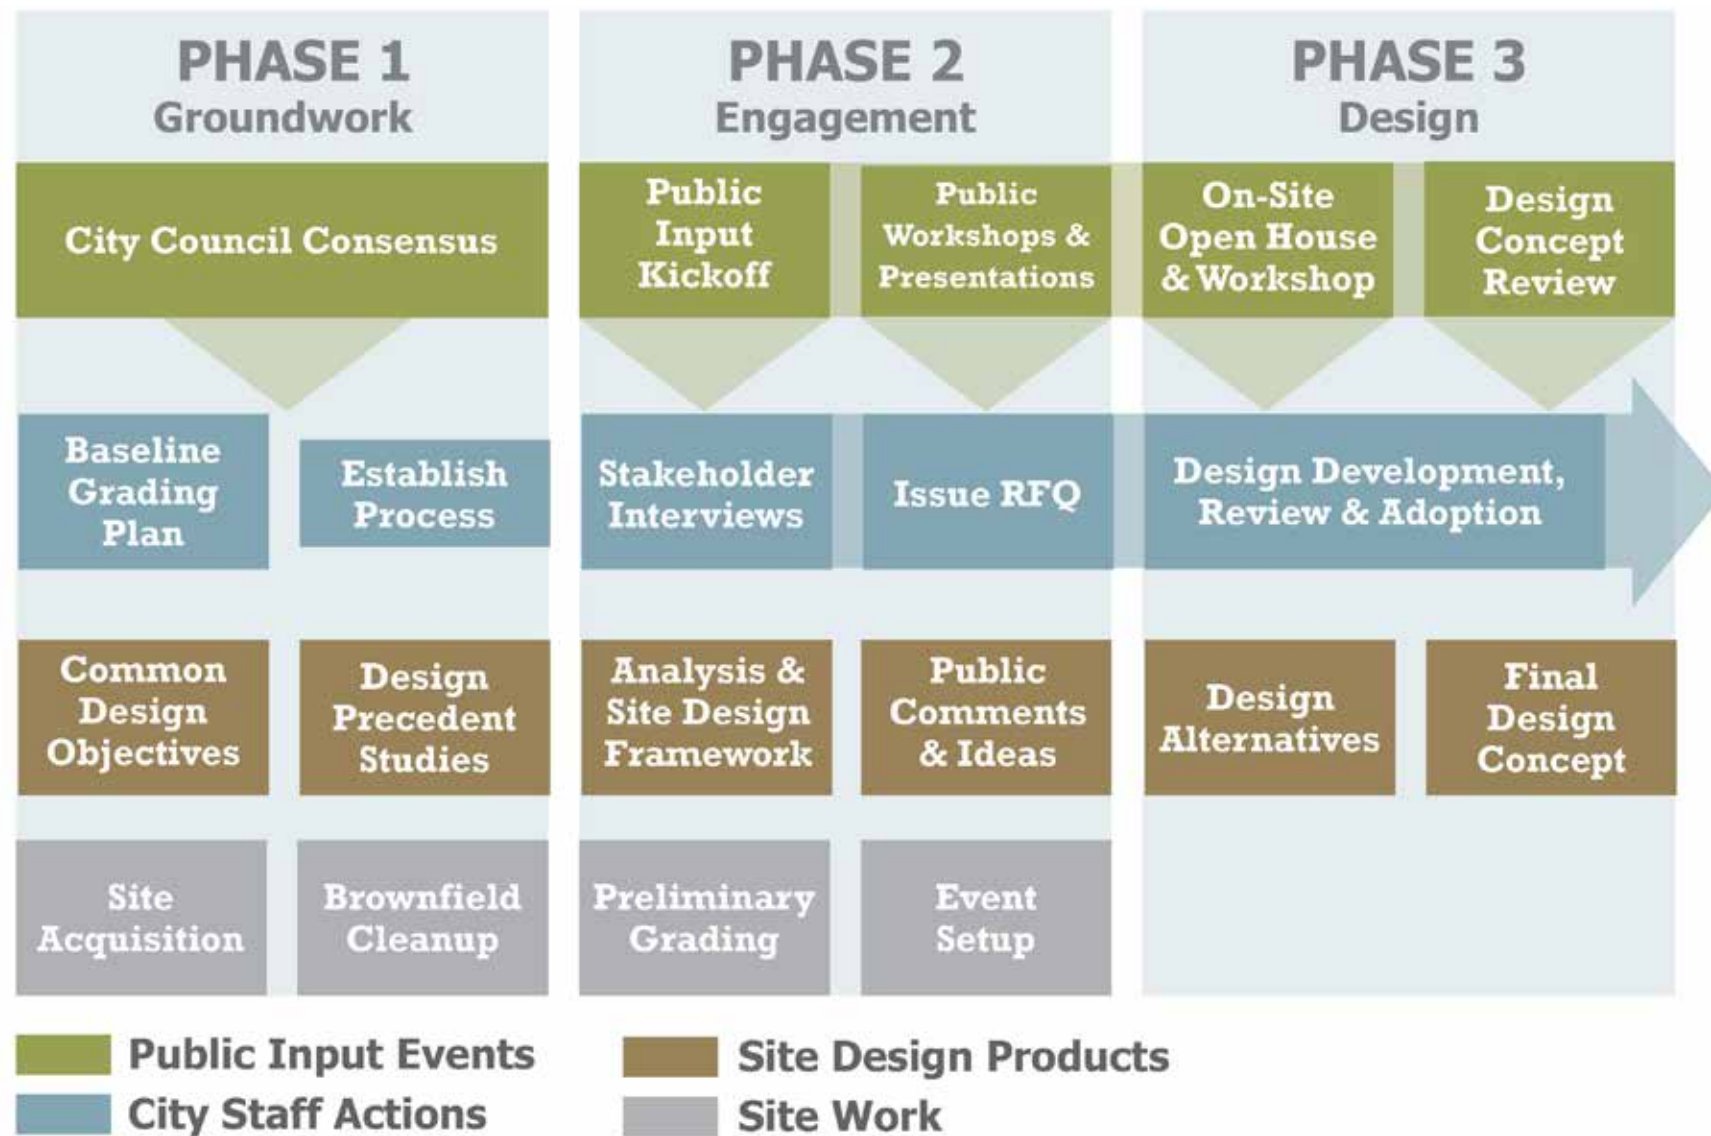 PHASE 1
Groundwork
PHASE 2
Engagement
PHASE 3
Design
City Council Consensus
Public
Input
Kickoff
Public
Workshops &
Presentations
On-Site
Open House
& Workshop
Design
Concept
Review
Baseline
Grading
Plan
Establish
Process
Stakeholder
Interviews
Issue RFQ
Design Development,
Review & Adoption
Common
Design
Objectives
Design
Precedent
Studies
Analysis &
Site Design
Framework
Public
Comments
& Ideas
Design
Alternatives
Final
Design
Concept
Site
Acquisition
Brownfield
Cleanup
Preliminary
Grading
Event
Setup
Public Input Events
City Staff Actions
Site Design Products
Site Work